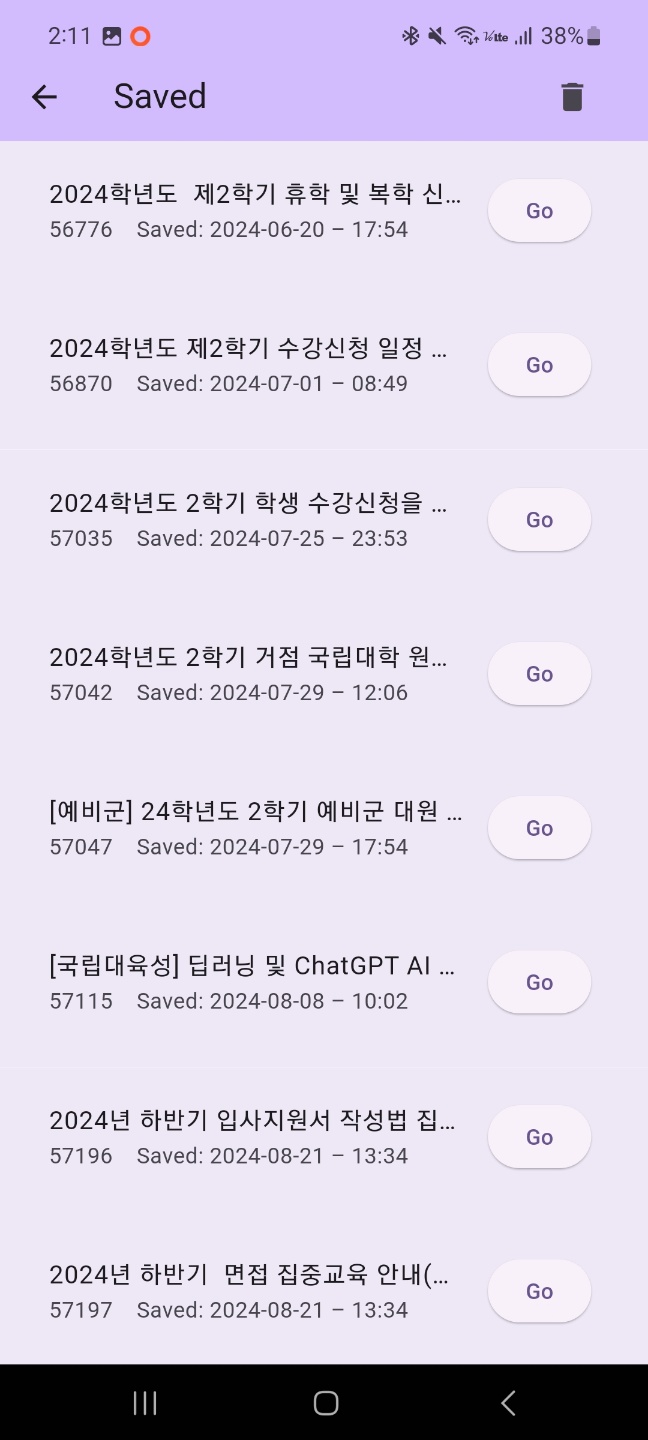 2:11 38%
Saved
2024학년도  제2학기 휴학 및 복학 신...
56776 Saved: 2024-06-20 – 17:54
Go
2024학년도 제2학기 수강신청 일정 ...
56870 Saved: 2024-07-01 – 08:49
Go
2024학년도 2학기 학생 수강신청을 ...
57035 Saved: 2024-07-25 – 23:53
Go
2024학년도 2학기 거점 국립대학 원...
57042 Saved: 2024-07-29 – 12:06
Go
[예비군] 24학년도 2학기 예비군 대원 ...
57047 Saved: 2024-07-29 – 17:54
Go
[국립대육성] 딥러닝 및 ChatGPT AI ...
57115 Saved: 2024-08-08 – 10:02
Go
2024년 하반기 입사지원서 작성법 집...
57196 Saved: 2024-08-21 – 13:34
Go
2024년 하반기  면접 집중교육 안내(...
57197 Saved: 2024-08-21 – 13:34
Go